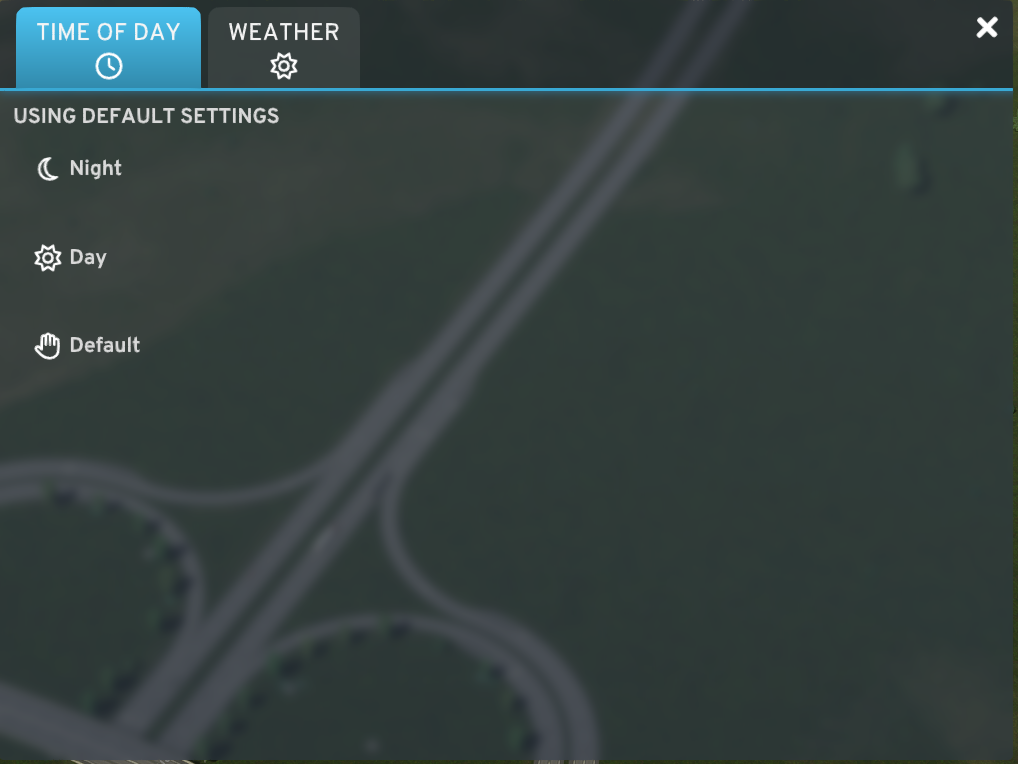 TIME OF DAY
WEATHER
USING DEFAULT SETTINGS
Night
Day
Default